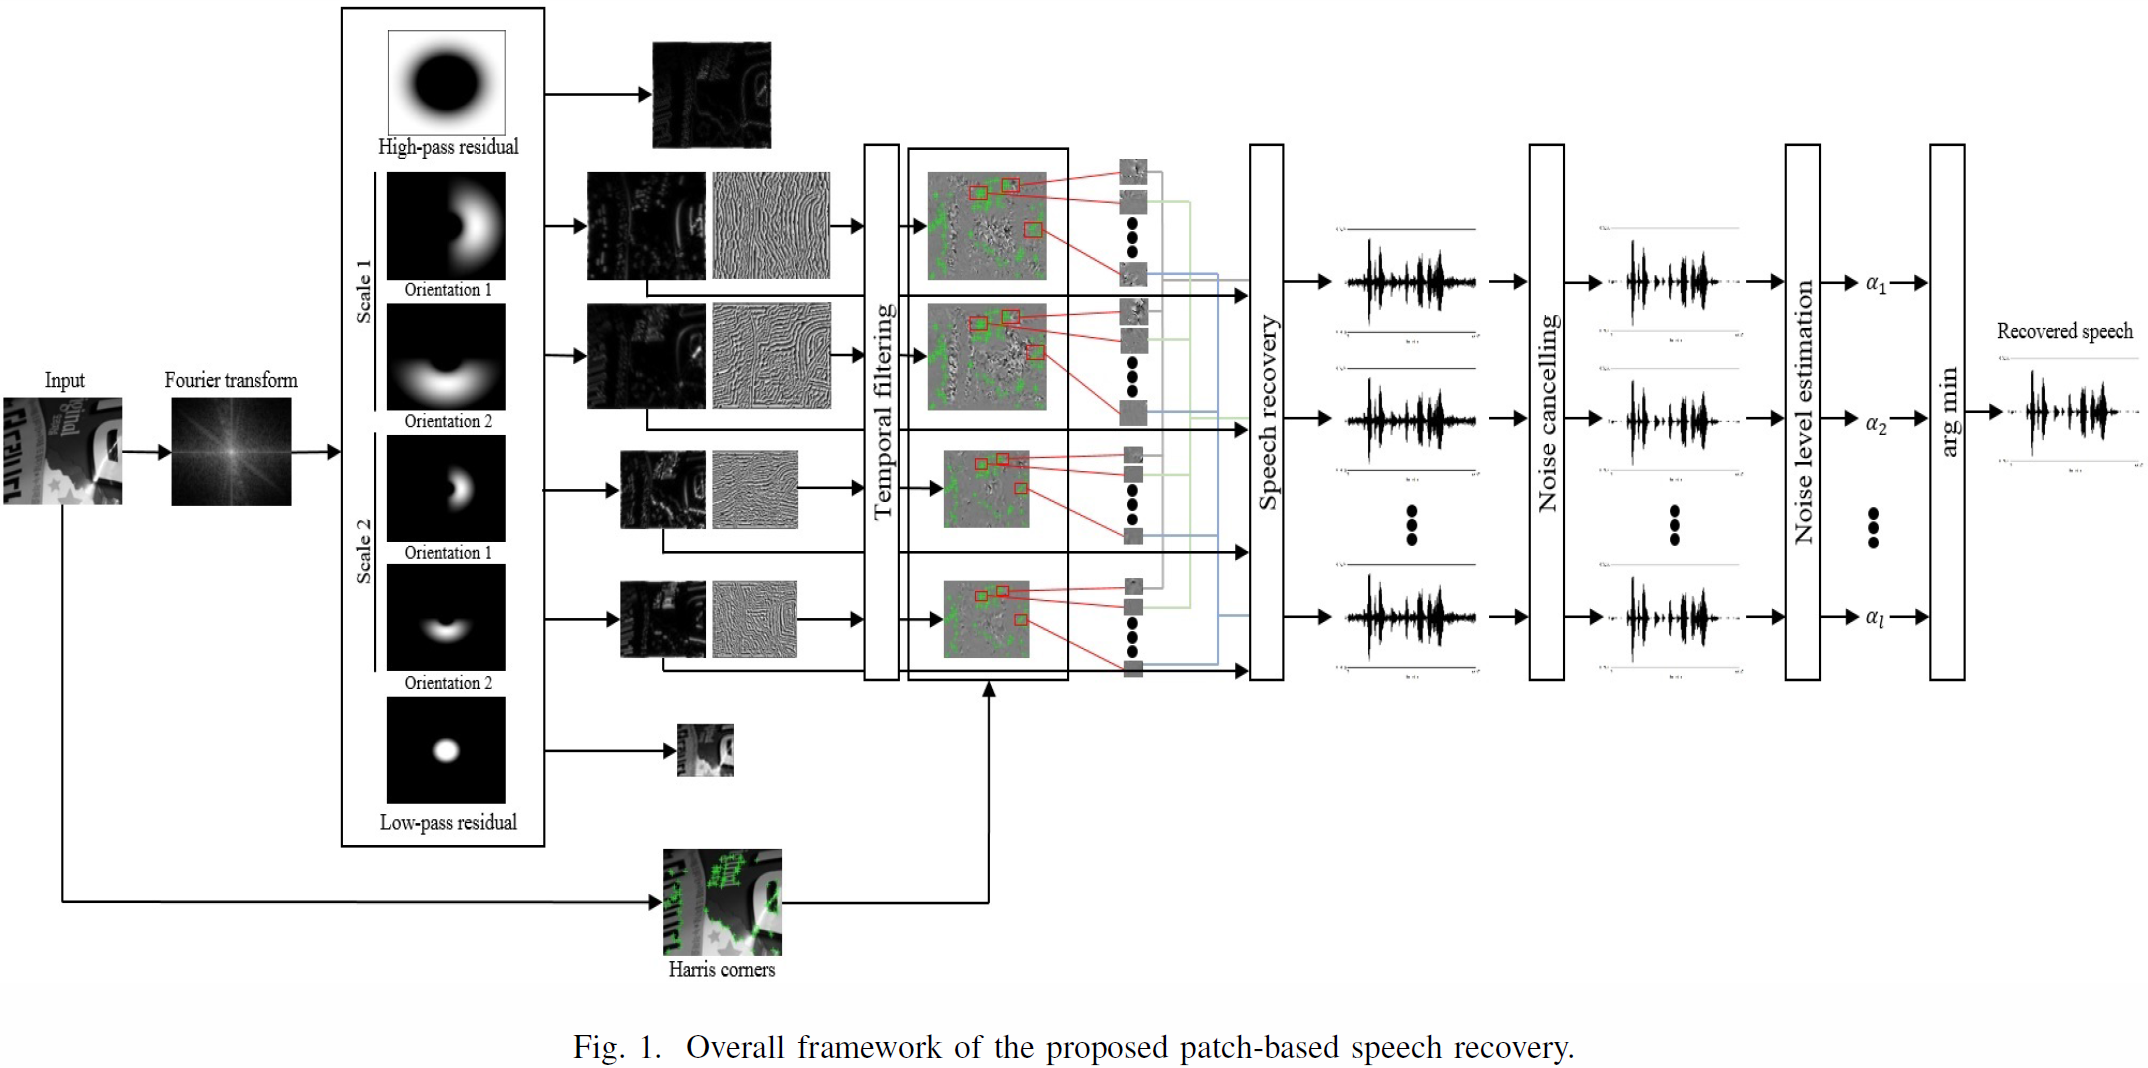 High-pass residual
Scale 1
Orientation 1
Orientation 2
Scale 2
Orientation 1
Orientation 2
Low-pass residual
Input
Fourier transform
Harris corners
Temporal filtering
Speech recovery
Noise cancelling
Noise level estimation
α₁
α₂
αₗ
arg min
Recovered speech
Fig. 1. Overall framework of the proposed patch-based speech recovery.